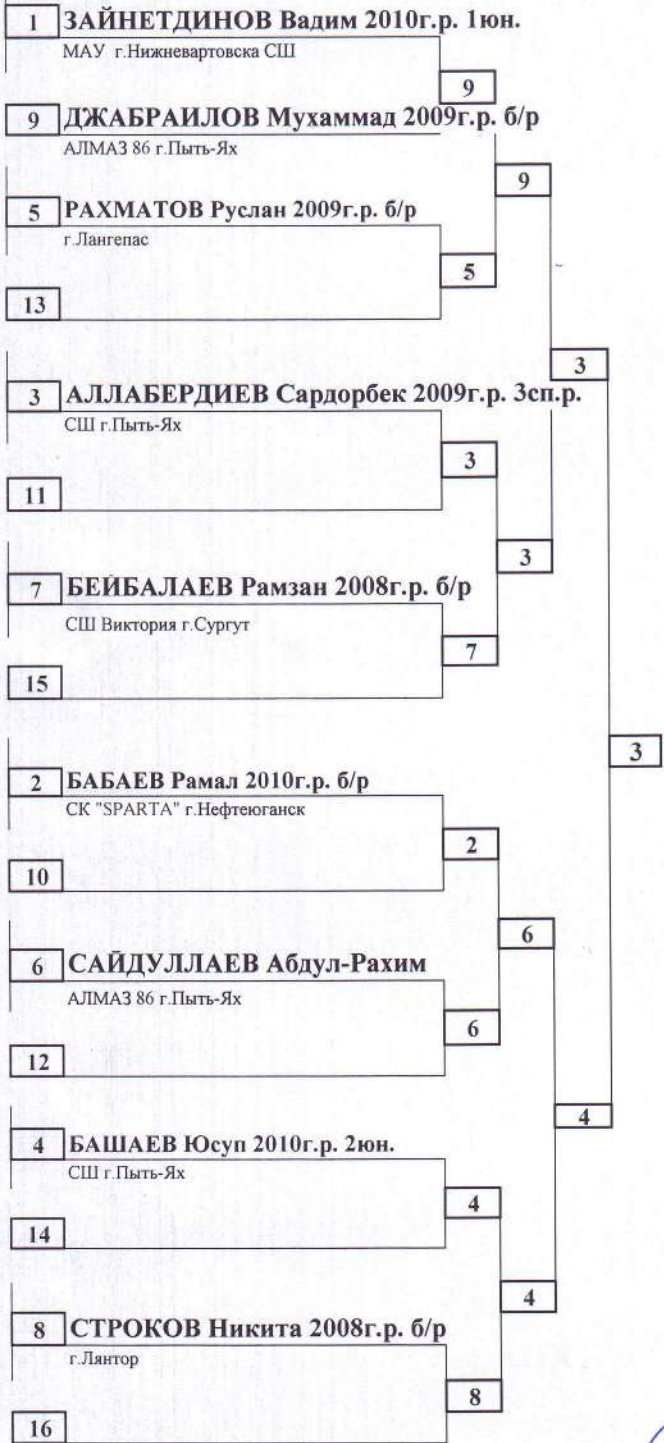 1 ЗАЙНЕТДИНОВ Вадим 2010г.р. 1юн.
МАУ г.Нижневартовска СШ
9
9 ДЖАБРАИЛОВ Мухаммад 2009г.р. б/р
АЛМАЗ 86 г.Пыть-Ях
9
5 РАХМАТОВ Руслан 2009г.р. б/р
г.Лангепас
5
13
3
3 АЛЛАБЕРДИЕВ Сардорбек 2009г.р. 3сп.р.
СШ г.Пыть-Ях
3
11
3
7 БЕЙБАЛАЕВ Рамзан 2008г.р. б/р
СШ Виктория г.Сургут
7
15
3
2 БАБАЕВ Рамал 2010г.р. б/р
СК "SPARTA" г.Нефтеюганск
2
10
6
6 САЙДУЛЛАЕВ Абдул-Рахим
АЛМАЗ 86 г.Пыть-Ях
6
12
4
4 БАШАЕВ Юсуп 2010г.р. 2юн.
СШ г.Пыть-Ях
4
14
4
8 СТРОКОВ Никита 2008г.р. б/р
г.Лянтор
8
16